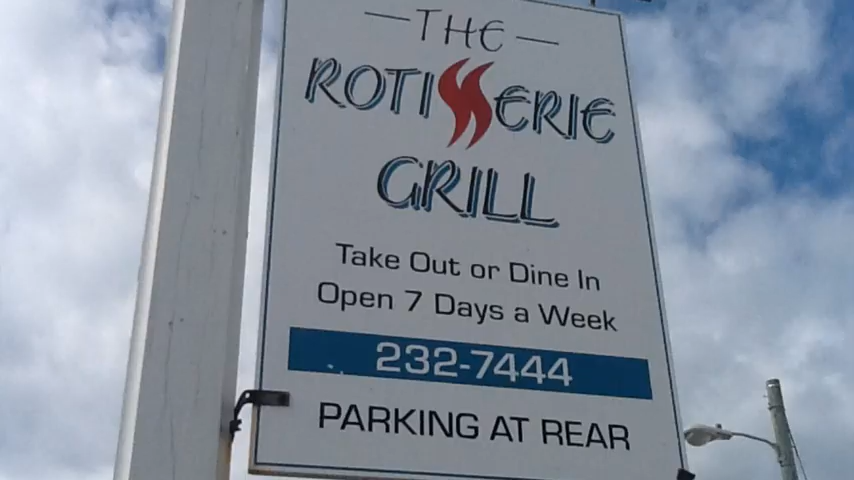 THE
ROTISSERIE
GRILL
Take Out or Dine In
Open 7 Days a Week
232-7444
PARKING AT REAR